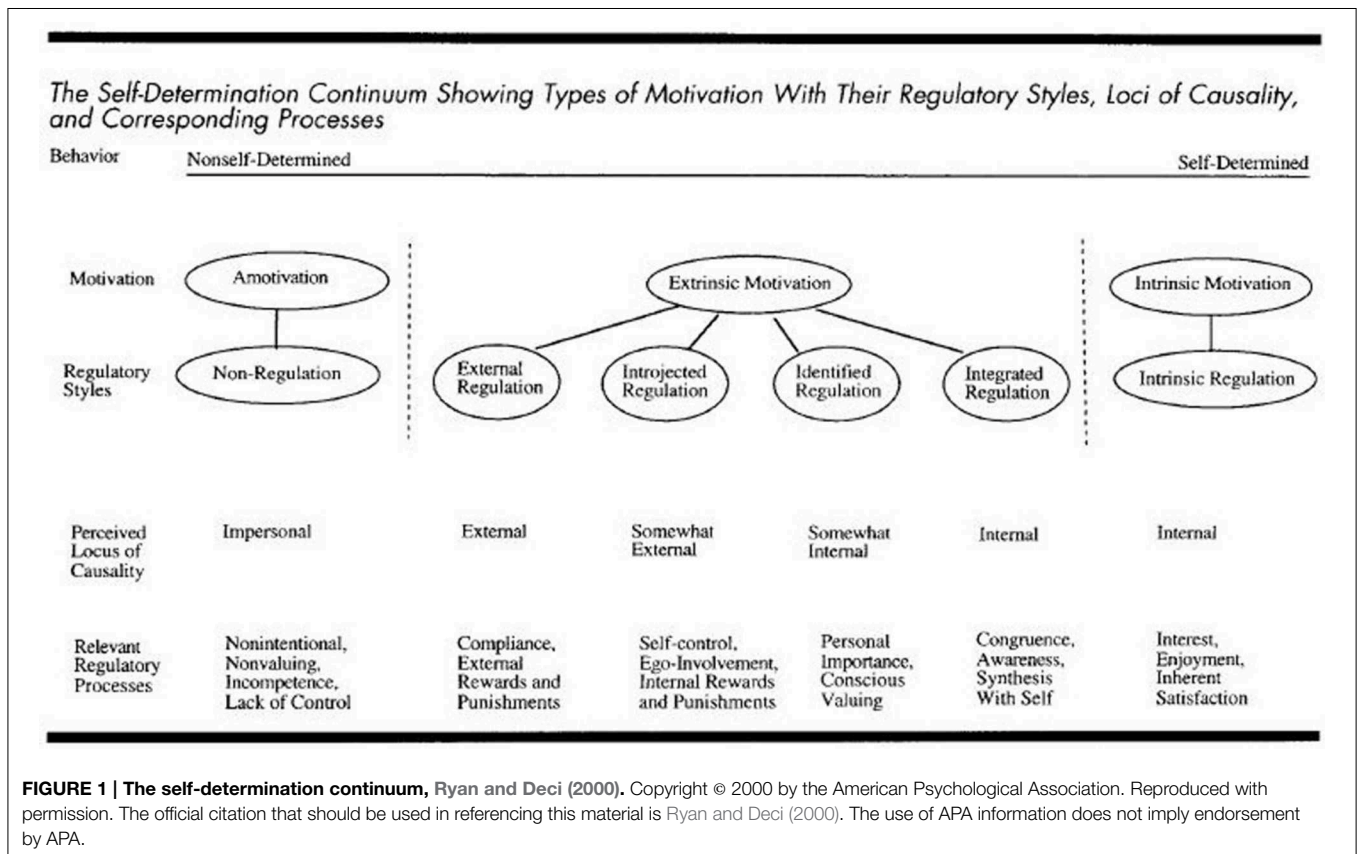 The Self-Determination Continuum Showing Types of Motivation With Their Regulatory Styles, Loci of Causality,
and Corresponding Processes
Behavior Nonself-Determined Self-Determined
Motivation Amotivation Extrinsic Motivation Intrinsic Motivation
Regulatory
Styles
Non-Regulation
External
Regulation
Introjected
Regulation
Identified
Regulation
Integrated
Regulation
Intrinsic Regulation
Perceived
Locus of
Causality
Impersonal
External
Somewhat
External
Somewhat
Internal
Internal
Internal
Relevant
Regulatory
Processes
Nonintentional,
Nonvaluing,
Incompetence,
Lack of Control
Compliance,
External
Rewards and
Punishments
Self-control,
Ego-Involvement,
Internal Rewards
and Punishments
Personal
Importance,
Conscious
Valuing
Congruence,
Awareness,
Synthesis
With Self
Interest,
Enjoyment,
Inherent
Satisfaction
FIGURE 1 | The self-determination continuum, Ryan and Deci (2000). Copyright © 2000 by the American Psychological Association. Reproduced with
permission. The official citation that should be used in referencing this material is Ryan and Deci (2000). The use of APA information does not imply endorsement
by APA.